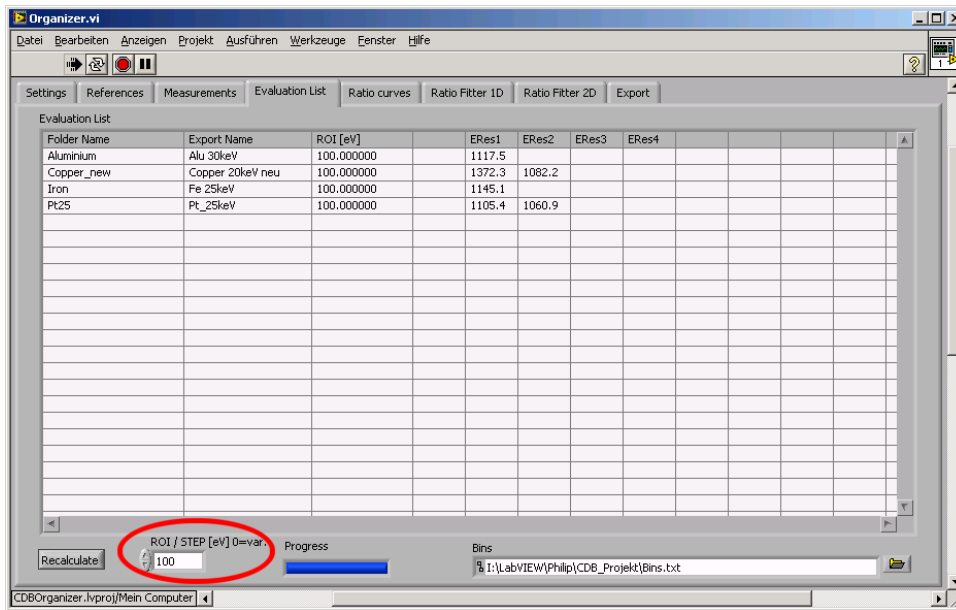 Organizer.vi
Datei Bearbeiten Anzeigen Projekt Ausführen Werkzeuge Fenster Hilfe
Settings References Measurements Evaluation List Ratio curves Ratio Fitter 1D Ratio Fitter 2D Export
Evaluation List
Folder Name Export Name ROI [eV] ERes1 ERes2 ERes3 ERes4
Aluminium Alu 30keV 100.000000 1117.5
Copper_new Copper 20keV neu 100.000000 1372.3 1082.2
Iron Fe 25keV 100.000000 1145.1
Pt25 Pt_25keV 100.000000 1105.4 1060.9
ROI / STEP [eV] 0=var. Progress Bins
Recalculate 100 I:\LabVIEW\Philip\CDB_Projekt\Bins.txt
CDBOrganizer.lvproj/Mein Computer